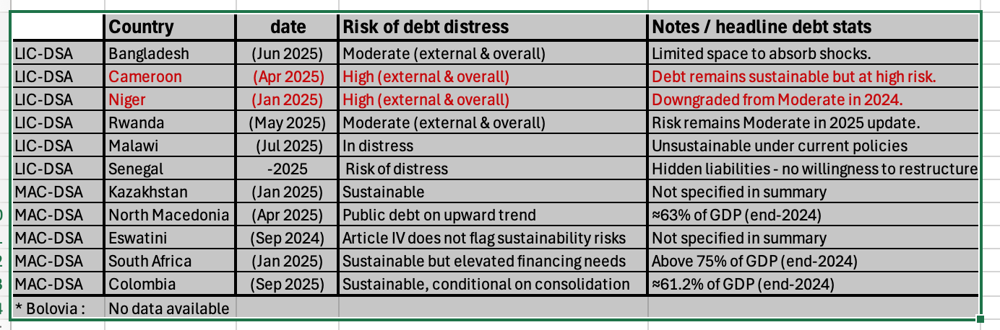 Country date Risk of debt distress Notes / headline debt stats
LIC-DSA Bangladesh (Jun 2025) Moderate (external & overall) Limited space to absorb shocks.
LIC-DSA Cameroon (Apr 2025) High (external & overall) Debt remains sustainable but at high risk.
LIC-DSA Niger (Jan 2025) High (external & overall) Downgraded from Moderate in 2024.
LIC-DSA Rwanda (May 2025) Moderate (external & overall) Risk remains Moderate in 2025 update.
LIC-DSA Malawi (Jul 2025) In distress Unsustainable under current policies
LIC-DSA Senegal -2025 Risk of distress Hidden liabilities - no willingness to restructure
MAC-DSA Kazakhstan (Jan 2025) Sustainable Not specified in summary
MAC-DSA North Macedonia (Apr 2025) Public debt on upward trend ≈63% of GDP (end-2024)
MAC-DSA Eswatini (Sep 2024) Article IV does not flag sustainability risks Not specified in summary
MAC-DSA South Africa (Jan 2025) Sustainable but elevated financing needs Above 75% of GDP (end-2024)
MAC-DSA Colombia (Sep 2025) Sustainable, conditional on consolidation ≈61.2% of GDP (end-2024)
* Bolovia : No data available